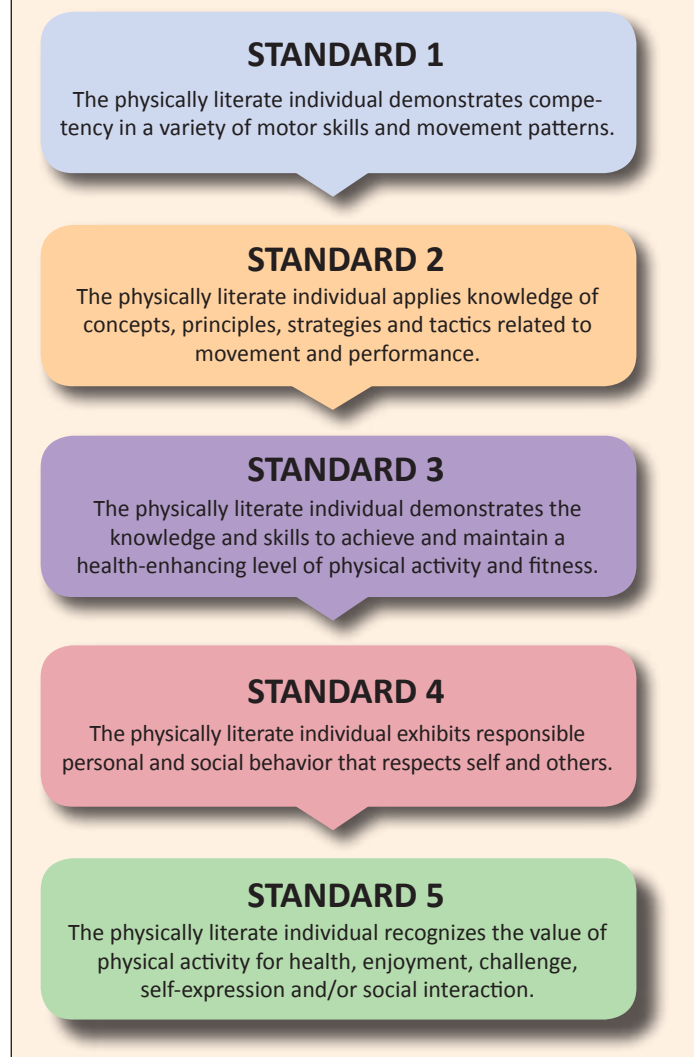 STANDARD 1
The physically literate individual demonstrates compe-
tency in a variety of motor skills and movement patterns.
STANDARD 2
The physically literate individual applies knowledge of
concepts, principles, strategies and tactics related to
movement and performance.
STANDARD 3
The physically literate individual demonstrates the
knowledge and skills to achieve and maintain a
health-enhancing level of physical activity and fitness.
STANDARD 4
The physically literate individual exhibits responsible
personal and social behavior that respects self and others.
STANDARD 5
The physically literate individual recognizes the value of
physical activity for health, enjoyment, challenge,
self-expression and/or social interaction.